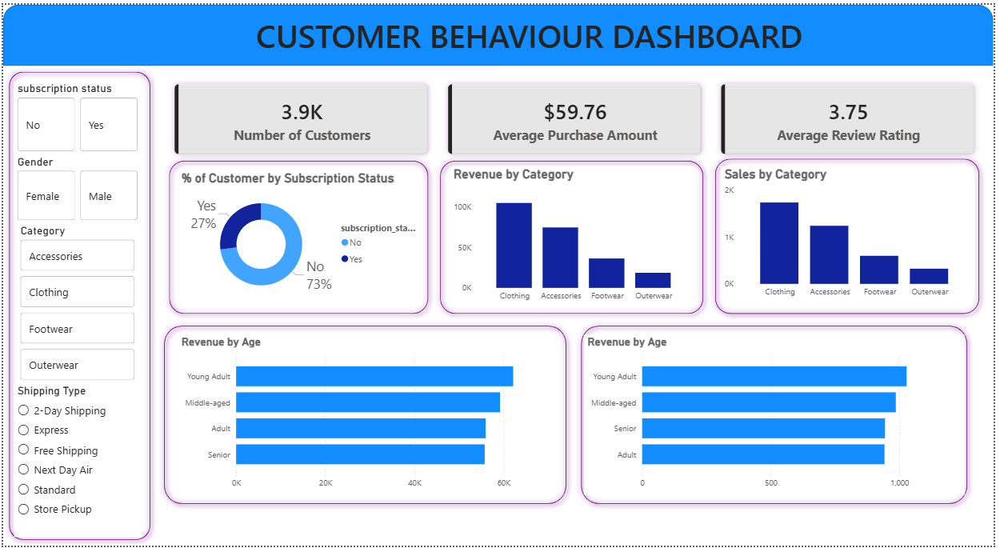 CUSTOMER BEHAVIOUR DASHBOARD
subscription status
No
Yes
Gender
Female
Male
Category
Accessories
Clothing
Footwear
Outerwear
Shipping Type
2-Day Shipping
Express
Free Shipping
Next Day Air
Standard
Store Pickup
3.9K
Number of Customers
$59.76
Average Purchase Amount
3.75
Average Review Rating
% of Customer by Subscription Status
Yes
27%
No
73%
subscription_sta...
No
Yes
Revenue by Category
100K
50K
0K
Clothing
Accessories
Footwear
Outerwear
Sales by Category
2K
1K
0K
Clothing
Accessories
Footwear
Outerwear
Revenue by Age
Young Adult
Middle-aged
Adult
Senior
0K
20K
40K
60K
Revenue by Age
Young Adult
Middle-aged
Senior
Adult
0
500
1,000